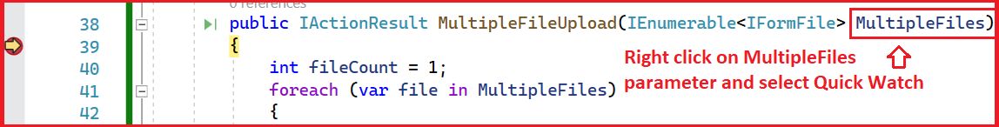 0 references
38 public IActionResult MultipleFileUpload(IEnumerable<IFormFile> MultipleFiles)
39 {
40 int fileCount = 1;
41 foreach (var file in MultipleFiles)
42 {
Right click on MultipleFiles
parameter and select Quick Watch